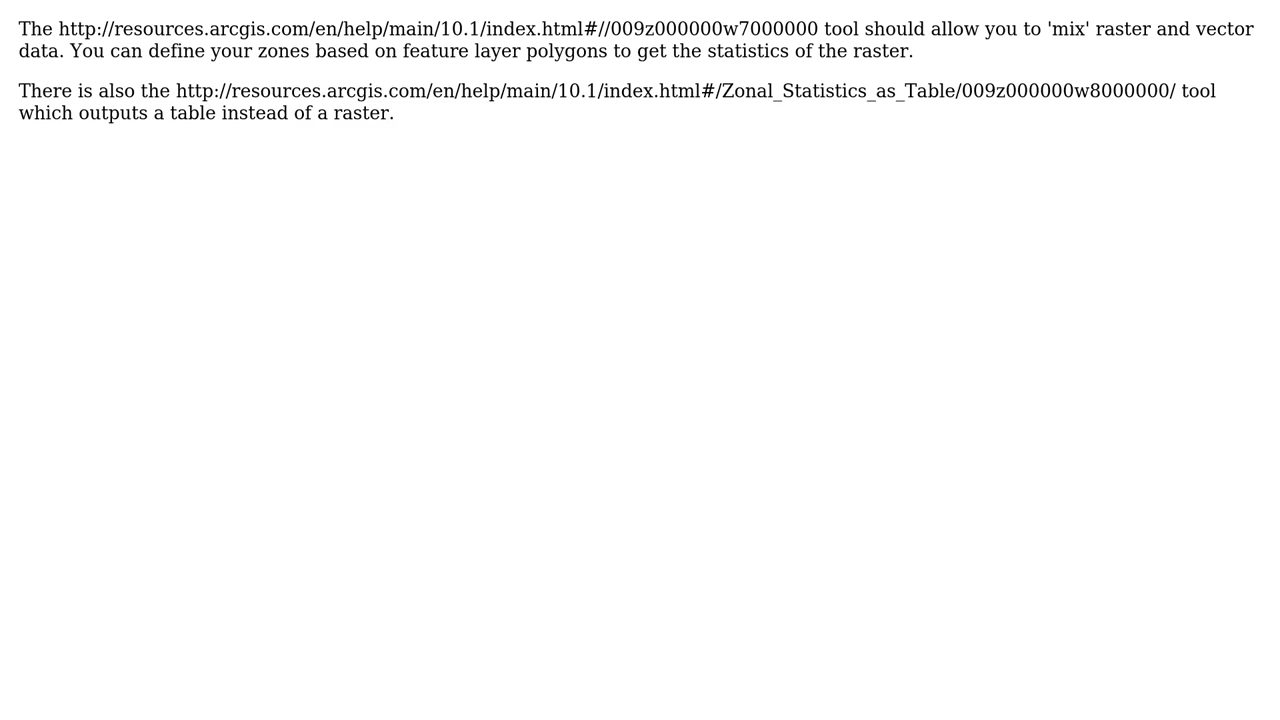 The http://resources.arcgis.com/en/help/main/10.1/index.html#//009z000000w7000000 tool should allow you to 'mix' raster and vector
data. You can define your zones based on feature layer polygons to get the statistics of the raster.
There is also the http://resources.arcgis.com/en/help/main/10.1/index.html#/Zonal_Statistics_as_Table/009z000000w8000000/ tool
which outputs a table instead of a raster.